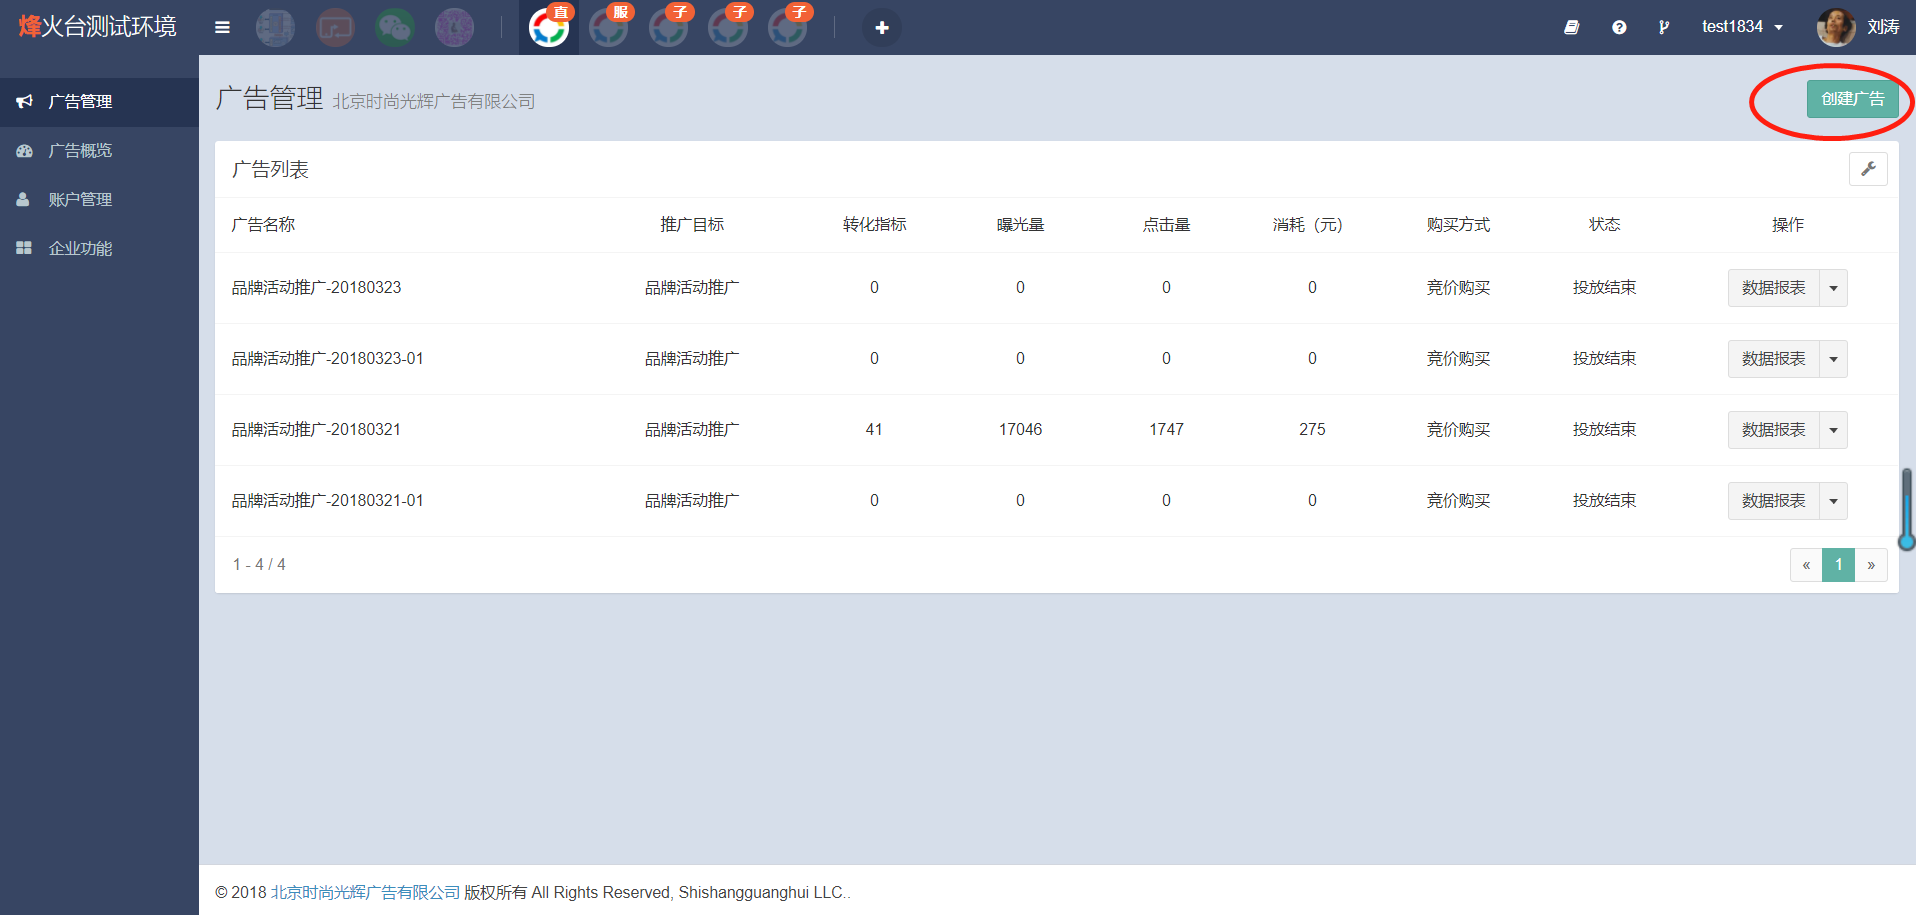 烽火台测试环境
直 服 子 子 子
test1834 刘涛
广告管理
广告概览
账户管理
企业功能
广告管理 北京时尚光辉广告有限公司
创建广告
广告列表
广告名称 推广目标 转化指标 曝光量 点击量 消耗（元） 购买方式 状态 操作
品牌活动推广-20180323 品牌活动推广 0 0 0 0 竞价购买 投放结束 数据报表
品牌活动推广-20180323-01 品牌活动推广 0 0 0 0 竞价购买 投放结束 数据报表
品牌活动推广-20180321 品牌活动推广 41 17046 1747 275 竞价购买 投放结束 数据报表
品牌活动推广-20180321-01 品牌活动推广 0 0 0 0 竞价购买 投放结束 数据报表
1 - 4 / 4 « 1 »
© 2018 北京时尚光辉广告有限公司 版权所有 All Rights Reserved, Shishangguanghui LLC..